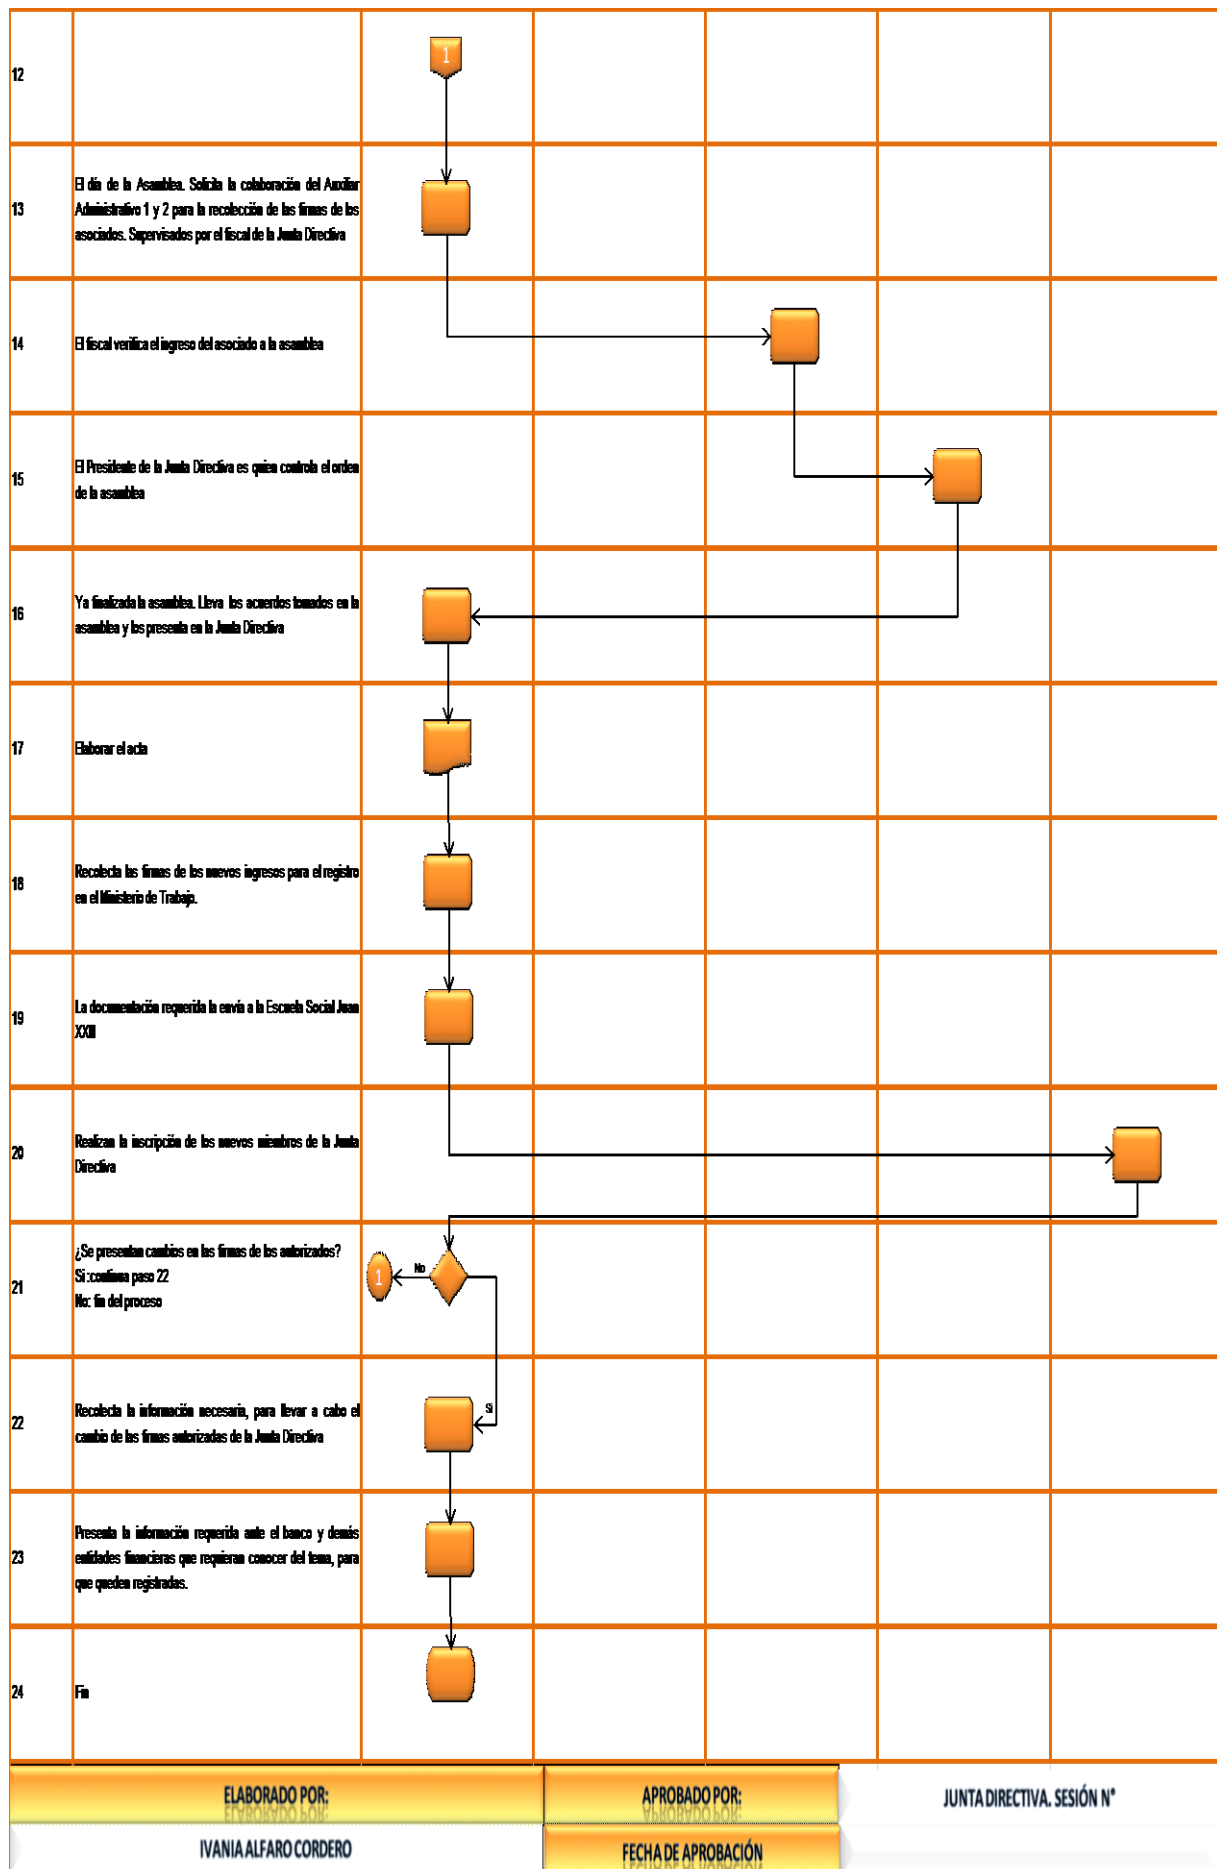 12
1
13
El día de la Asamblea. Solicita la colaboración del Auxiliar
Administrativo 1 y 2 para la recolección de las firmas de los
asociados. Supervisados por el fiscal de la Junta Directiva
14
El fiscal verifica el ingreso del asociado a la asamblea
15
El Presidente de la Junta Directiva es quien controla el orden
de la asamblea
16
Ya finalizada la asamblea. Lleva los acuerdos tomados en la
asamblea y los presenta en la Junta Directiva
17
Elaborar el acta
18
Recolecta las firmas de los nuevos ingresos para el registro
en el Ministerio de Trabajo.
19
La documentación requerida la envía a la Escuela Social Juan
XXIII
20
Realizan la inscripción de los nuevos miembros de la Junta
Directiva
21
¿Se presentan cambios en las firmas de los autorizados?
Si :continua paso 22
No: fin del proceso
1
No
22
Recolecta la información necesaria, para llevar a cabo el
cambio de las firmas autorizadas de la Junta Directiva
Si
23
Presenta la información requerida ante el banco y demás
entidades financieras que requieran conocer del tema, para
que queden registradas.
24
Fin
ELABORADO POR:
APROBADO POR:
JUNTA DIRECTIVA. SESIÓN N°
IVANIA ALFARO CORDERO
FECHA DE APROBACIÓN